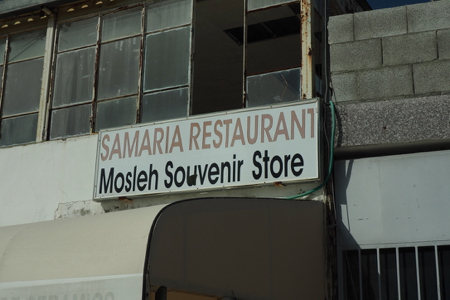 SAMARIA RESTAURANT
Mosleh Souvenir Store